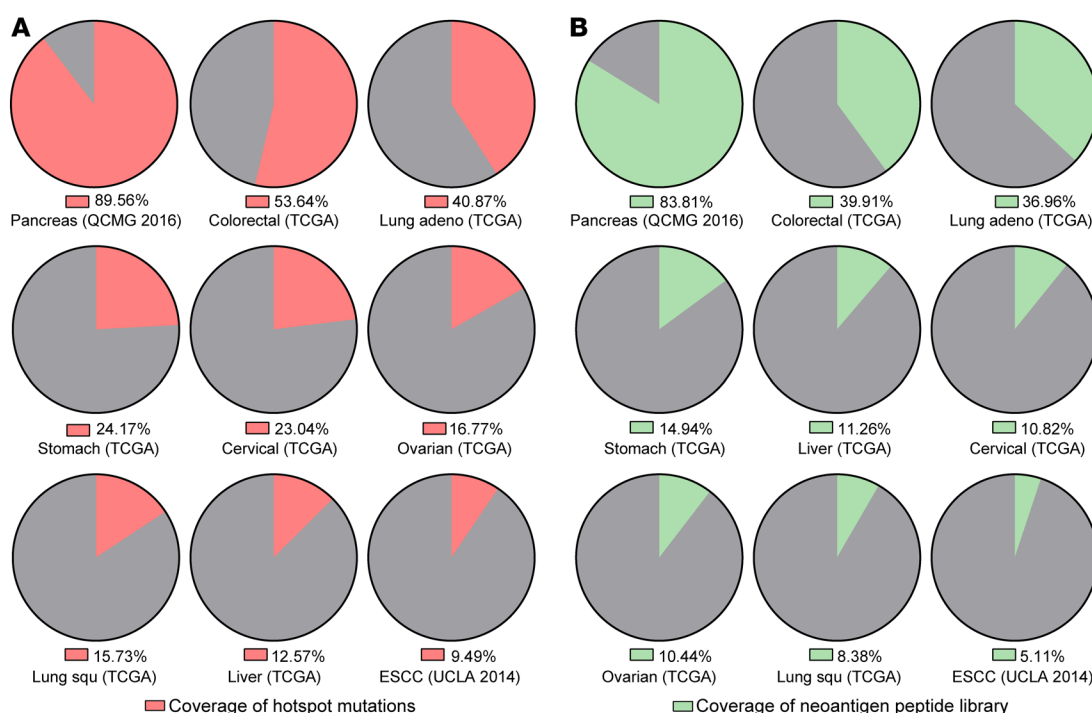 A
89.56%
Pancreas (QCMG 2016)
53.64%
Colorectal (TCGA)
40.87%
Lung adeno (TCGA)
24.17%
Stomach (TCGA)
23.04%
Cervical (TCGA)
16.77%
Ovarian (TCGA)
15.73%
Lung squ (TCGA)
12.57%
Liver (TCGA)
9.49%
ESCC (UCLA 2014)
Coverage of hotspot mutations
B
83.81%
Pancreas (QCMG 2016)
39.91%
Colorectal (TCGA)
36.96%
Lung adeno (TCGA)
14.94%
Stomach (TCGA)
11.26%
Liver (TCGA)
10.82%
Cervical (TCGA)
10.44%
Ovarian (TCGA)
8.38%
Lung squ (TCGA)
5.11%
ESCC (UCLA 2014)
Coverage of neoantigen peptide library